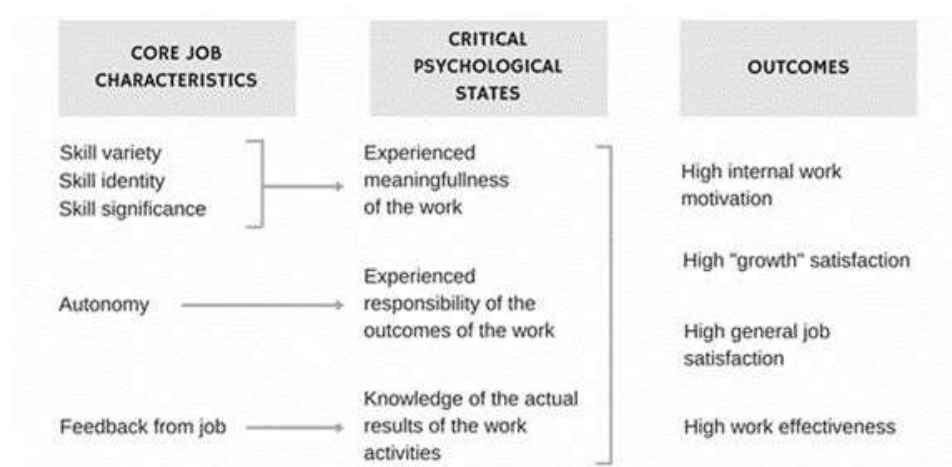 CORE JOB
CHARACTERISTICS
CRITICAL
PSYCHOLOGICAL
STATES
OUTCOMES
Skill variety
Skill identity
Skill significance
Experienced
meaningfullness
of the work
High internal work
motivation
Autonomy
Experienced
responsibility of the
outcomes of the work
High "growth" satisfaction
High general job
satisfaction
Feedback from job
Knowledge of the actual
results of the work
activities
High work effectiveness